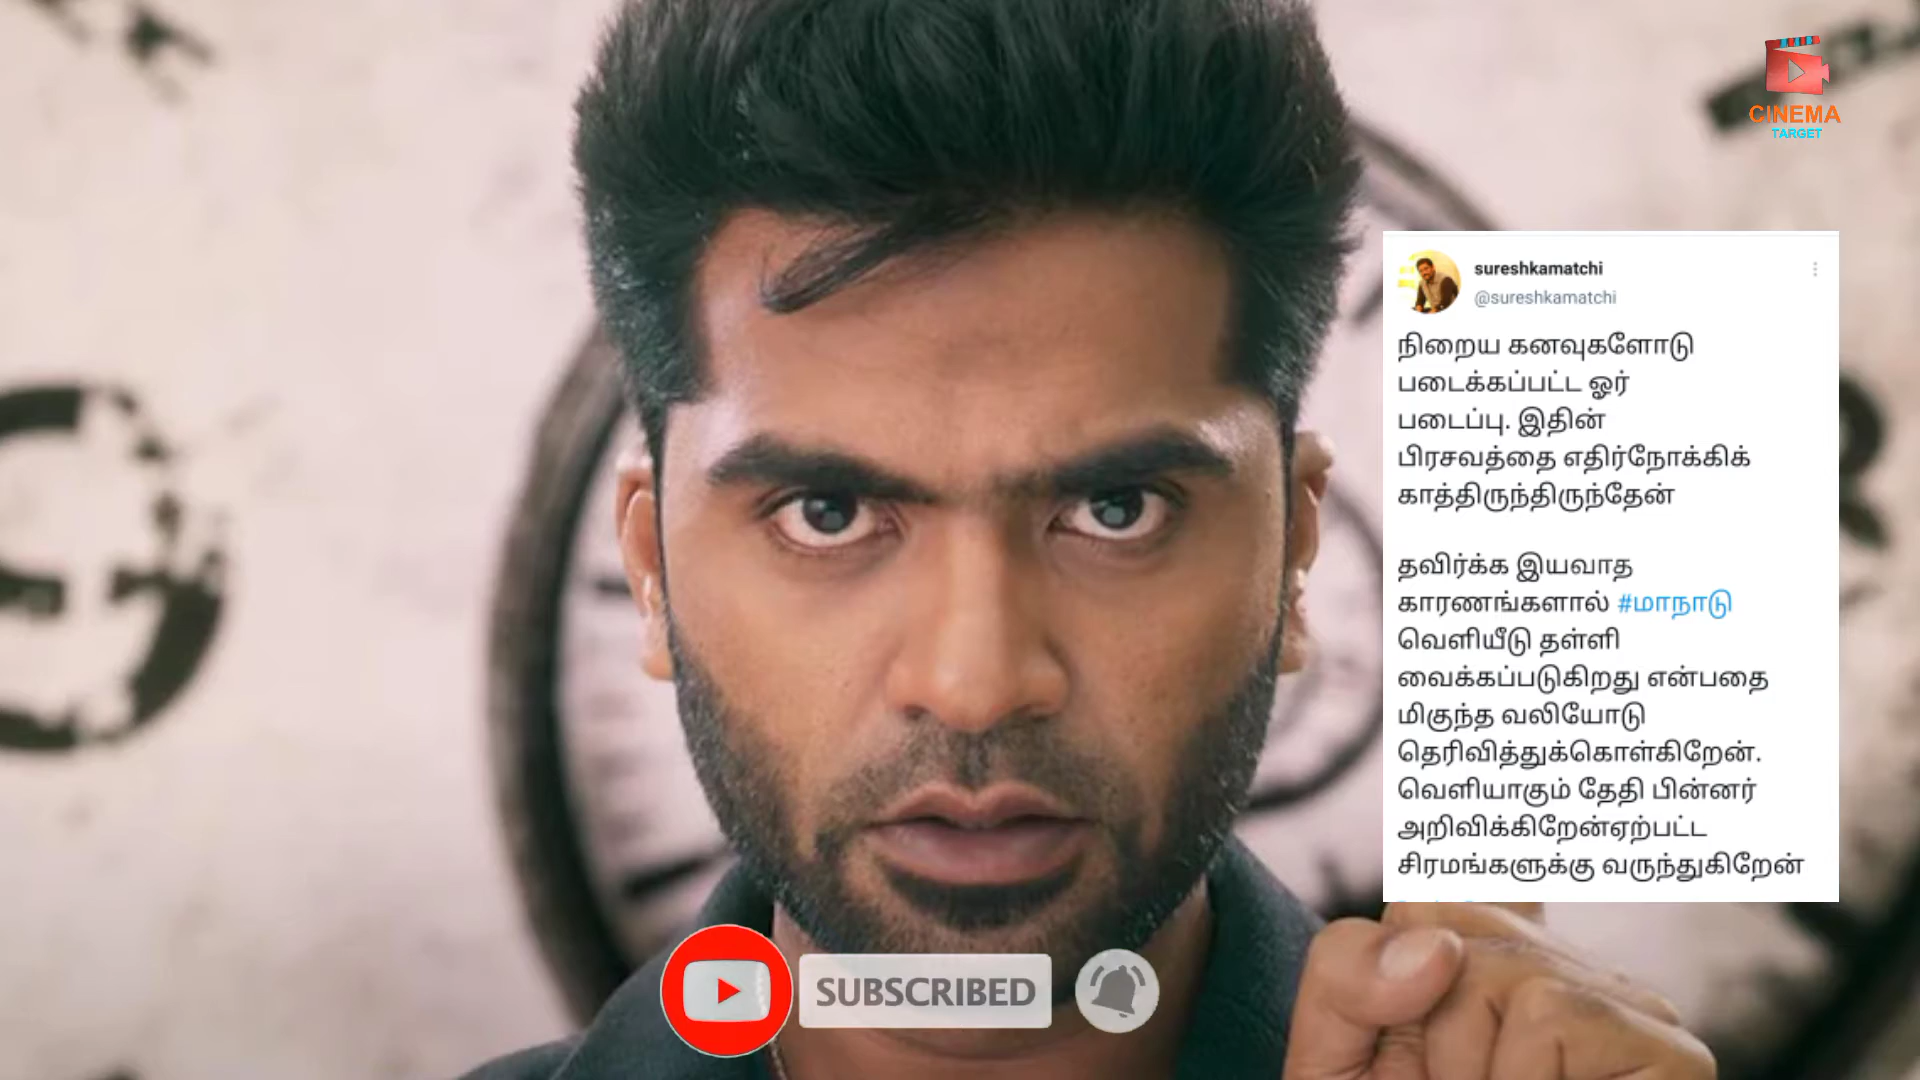 CINEMA
TARGET
sureshkamatchi
@sureshkamatchi
நிறைய கனவுகளோடு
படைக்கப்பட்ட ஓர்
படைப்பு. இதின்
பிரசவத்தை எதிர்நோக்கிக்
காத்திருந்திருந்தேன்
தவிர்க்க இயவாத
காரணங்களால் #மாநாடு
வெளியீடு தள்ளி
வைக்கப்படுகிறது என்பதை
மிகுந்த வலியோடு
தெரிவித்துக்கொள்கிறேன்.
வெளியாகும் தேதி பின்னர்
அறிவிக்கிறேன்ஏற்பட்ட
சிரமங்களுக்கு வருந்துகிறேன்
SUBSCRIBED